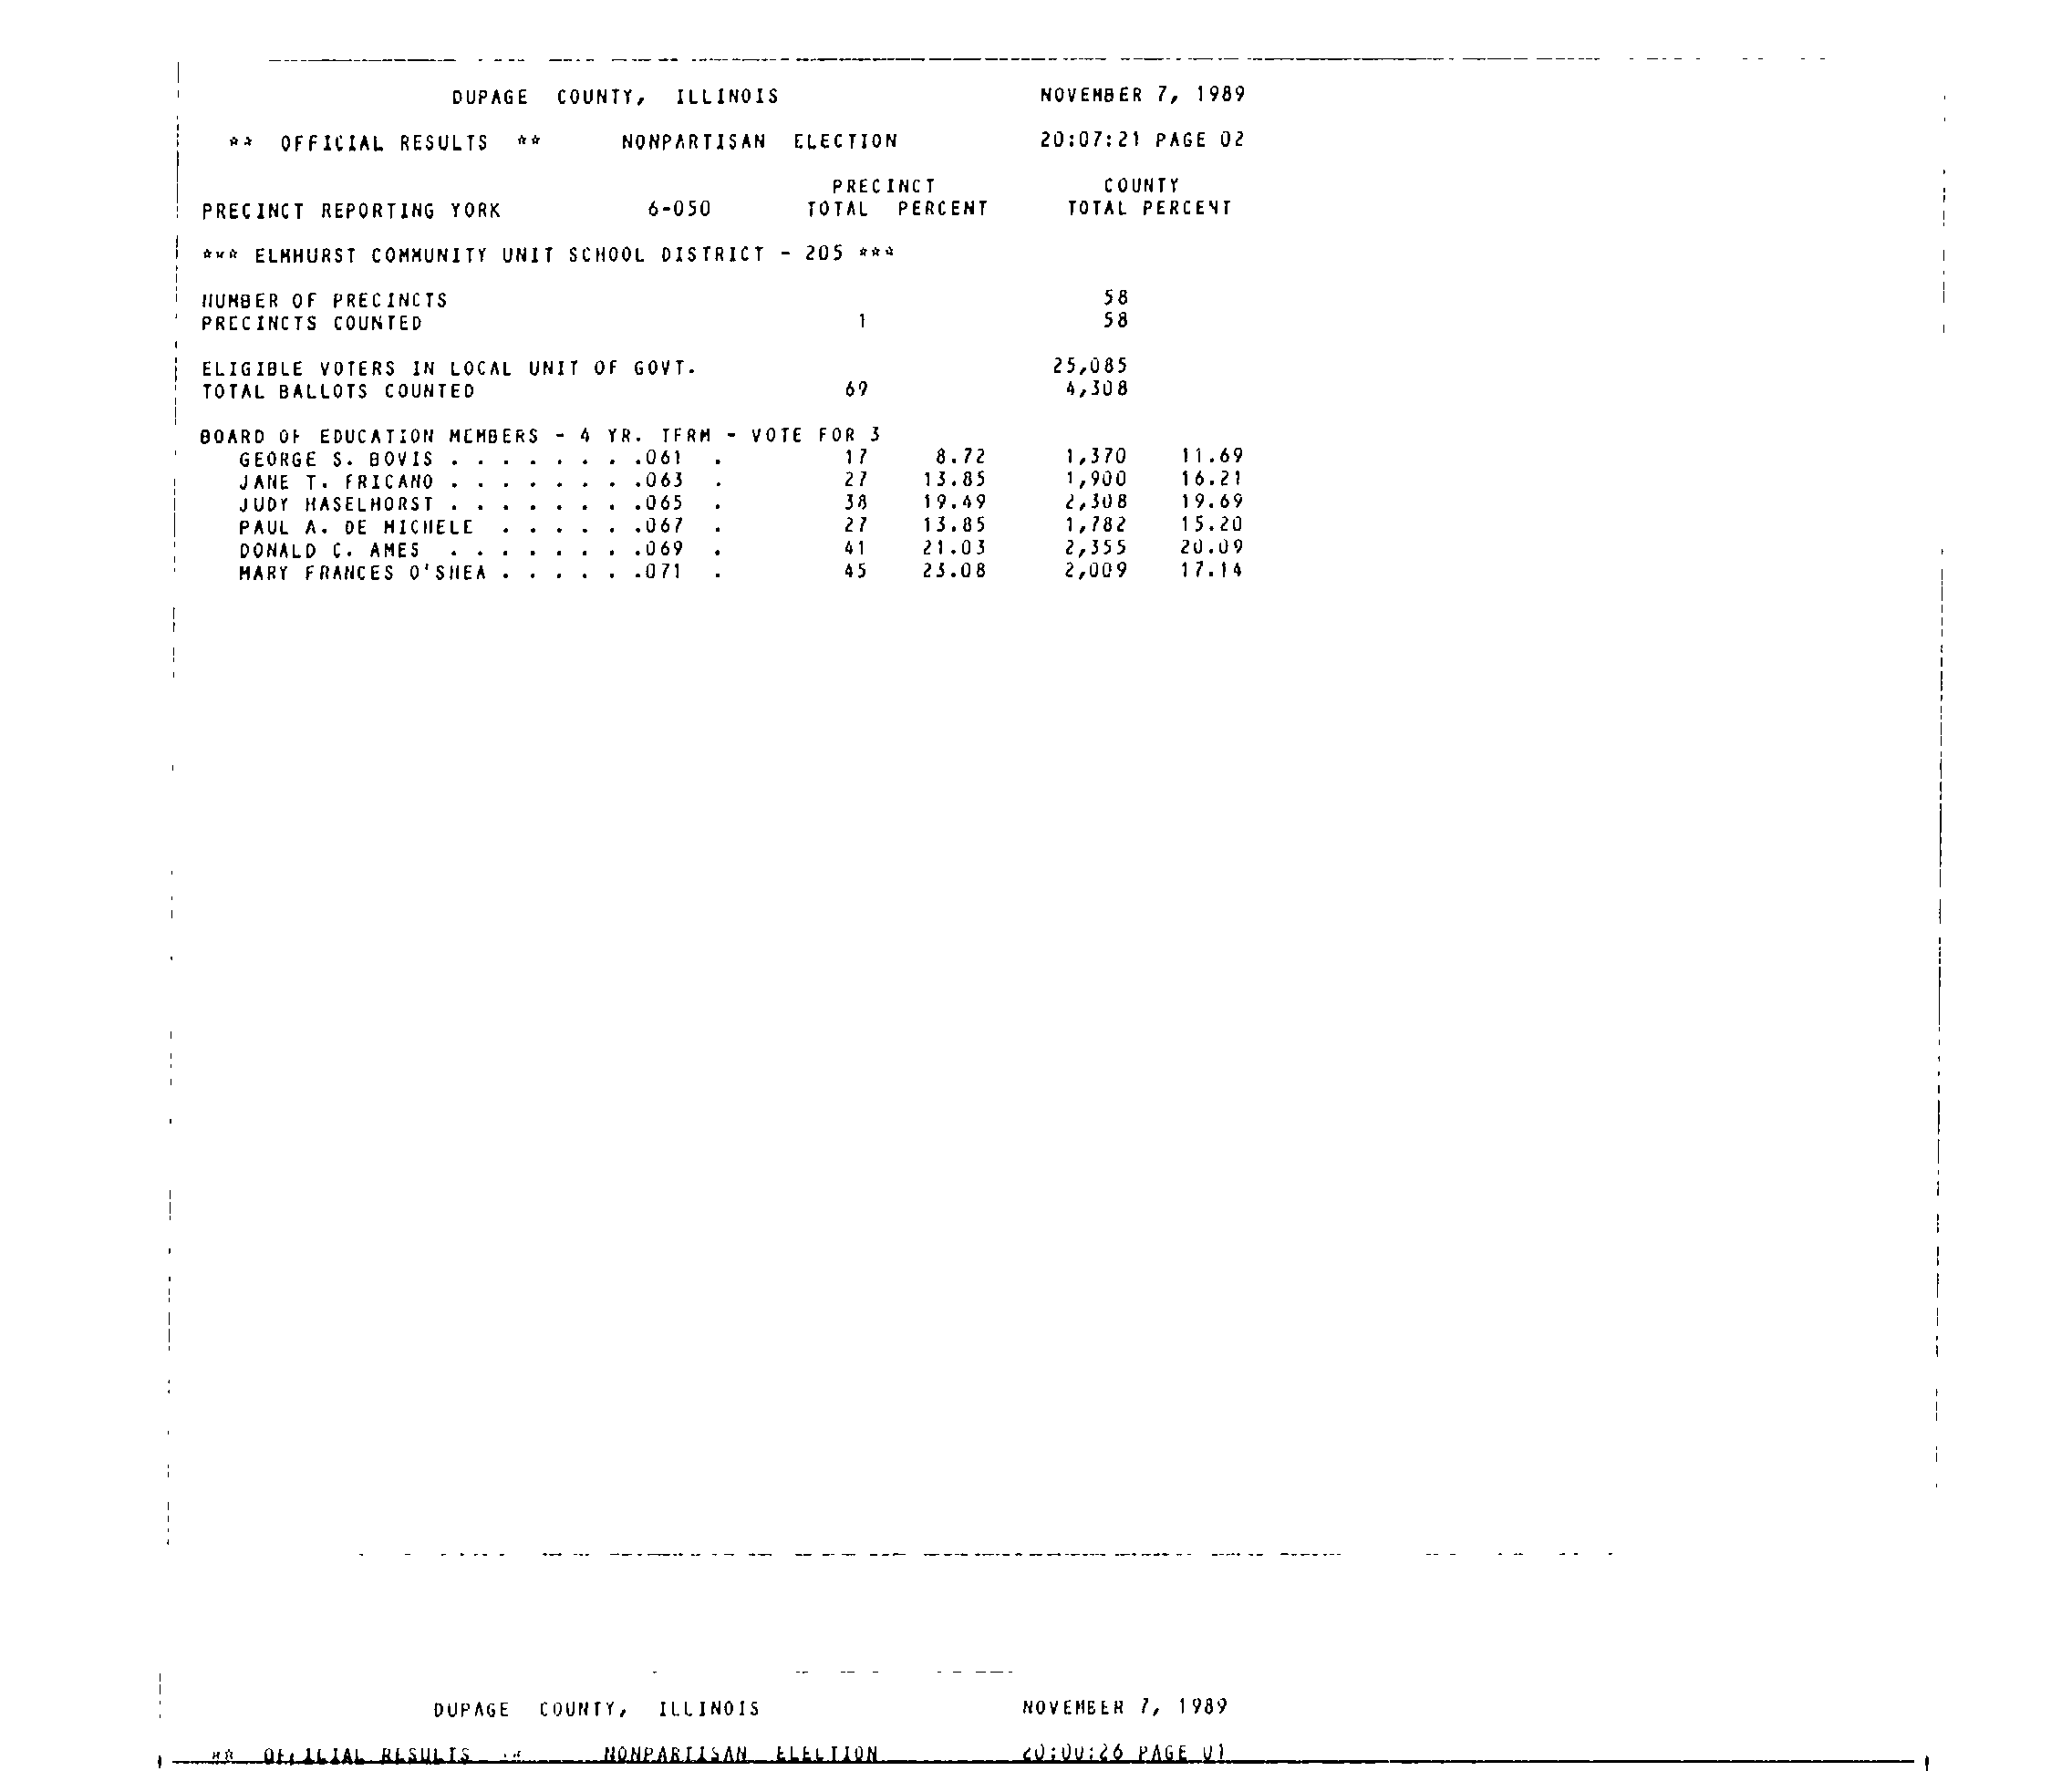 DUPAGE COUNTY, ILLINOIS NOVEMBER 7, 1989
** OFFICIAL RESULTS ** NONPARTISAN ELECTION 20:07:21 PAGE 02
PRECINCT COUNTY
PRECINCT REPORTING YORK 6-050 TOTAL PERCENT TOTAL PERCENT
*** ELMHURST COMMUNITY UNIT SCHOOL DISTRICT - 205 ***
NUMBER OF PRECINCTS 58
PRECINCTS COUNTED 1 58
ELIGIBLE VOTERS IN LOCAL UNIT OF GOVT. 25,085
TOTAL BALLOTS COUNTED 69 4,308
BOARD OF EDUCATION MEMBERS - 4 YR. TERM - VOTE FOR 3
GEORGE S. BOVIS . . . . . . . .061 . 17 8.72 1,370 11.69
JANE T. FRICANO . . . . . . . .063 . 27 13.85 1,900 16.21
JUDY HASELHORST . . . . . . . .065 . 38 19.49 2,308 19.69
PAUL A. DE MICHELE . . . . . .067 . 27 13.85 1,782 15.20
DONALD C. AMES . . . . . . . .069 . 41 21.03 2,355 20.09
MARY FRANCES O'SHEA . . . . . .071 . 45 23.08 2,009 17.14
DUPAGE COUNTY, ILLINOIS NOVEMBER 7, 1989
** OFFICIAL RESULTS ** NONPARTISAN ELECTION PAGE 01